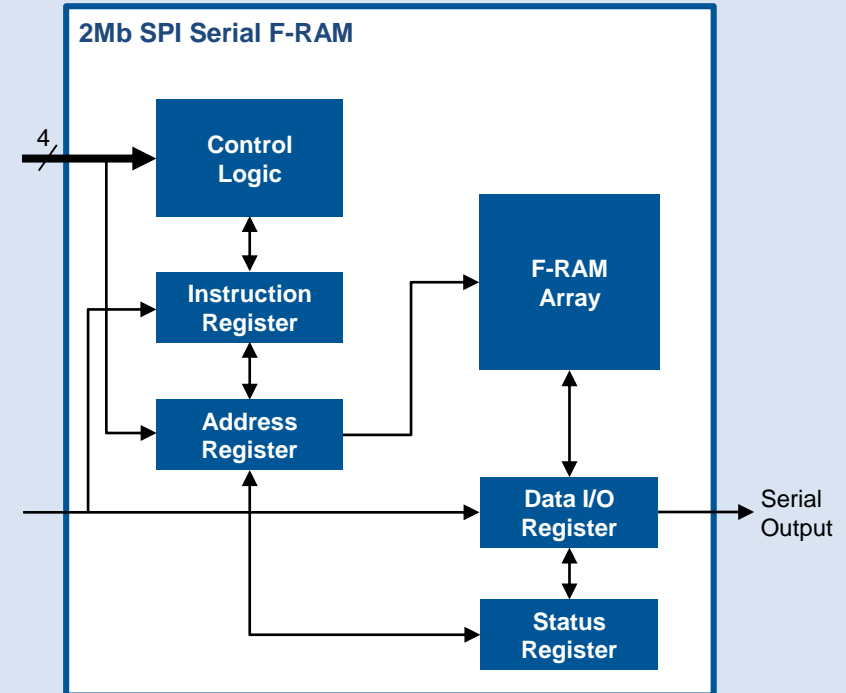 2Mb SPI Serial F-RAM
4
Control
Logic
F-RAM
Array
Instruction
Register
Address
Register
Data I/O
Register
Serial
Output
Status
Register